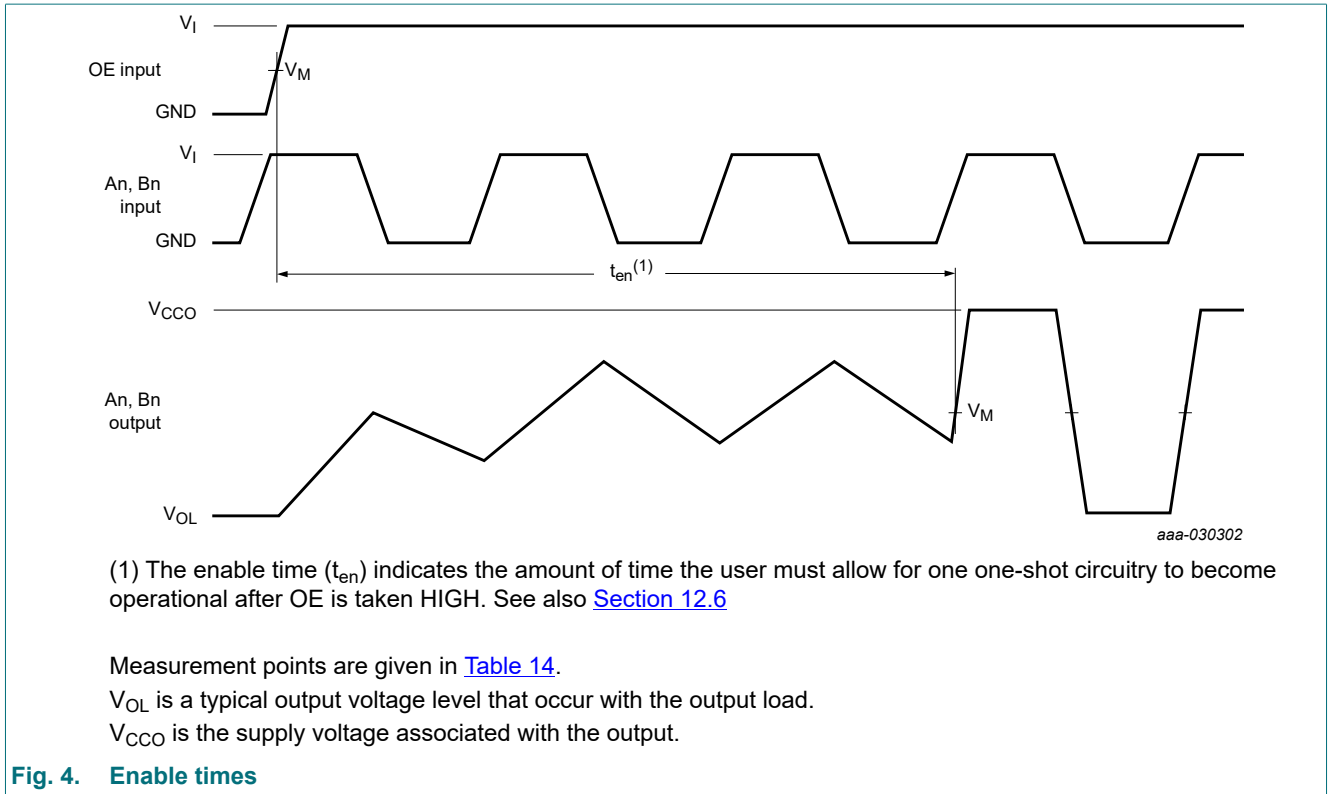 VI
OE input
VM
GND
VI
An, Bn
input
GND
ten(1)
VCCO
An, Bn
output
VM
VOL
aaa-030302
(1) The enable time (ten) indicates the amount of time the user must allow for one one-shot circuitry to become
operational after OE is taken HIGH. See also Section 12.6
Measurement points are given in Table 14.
VOL is a typical output voltage level that occur with the output load.
VCCO is the supply voltage associated with the output.
Fig. 4. Enable times